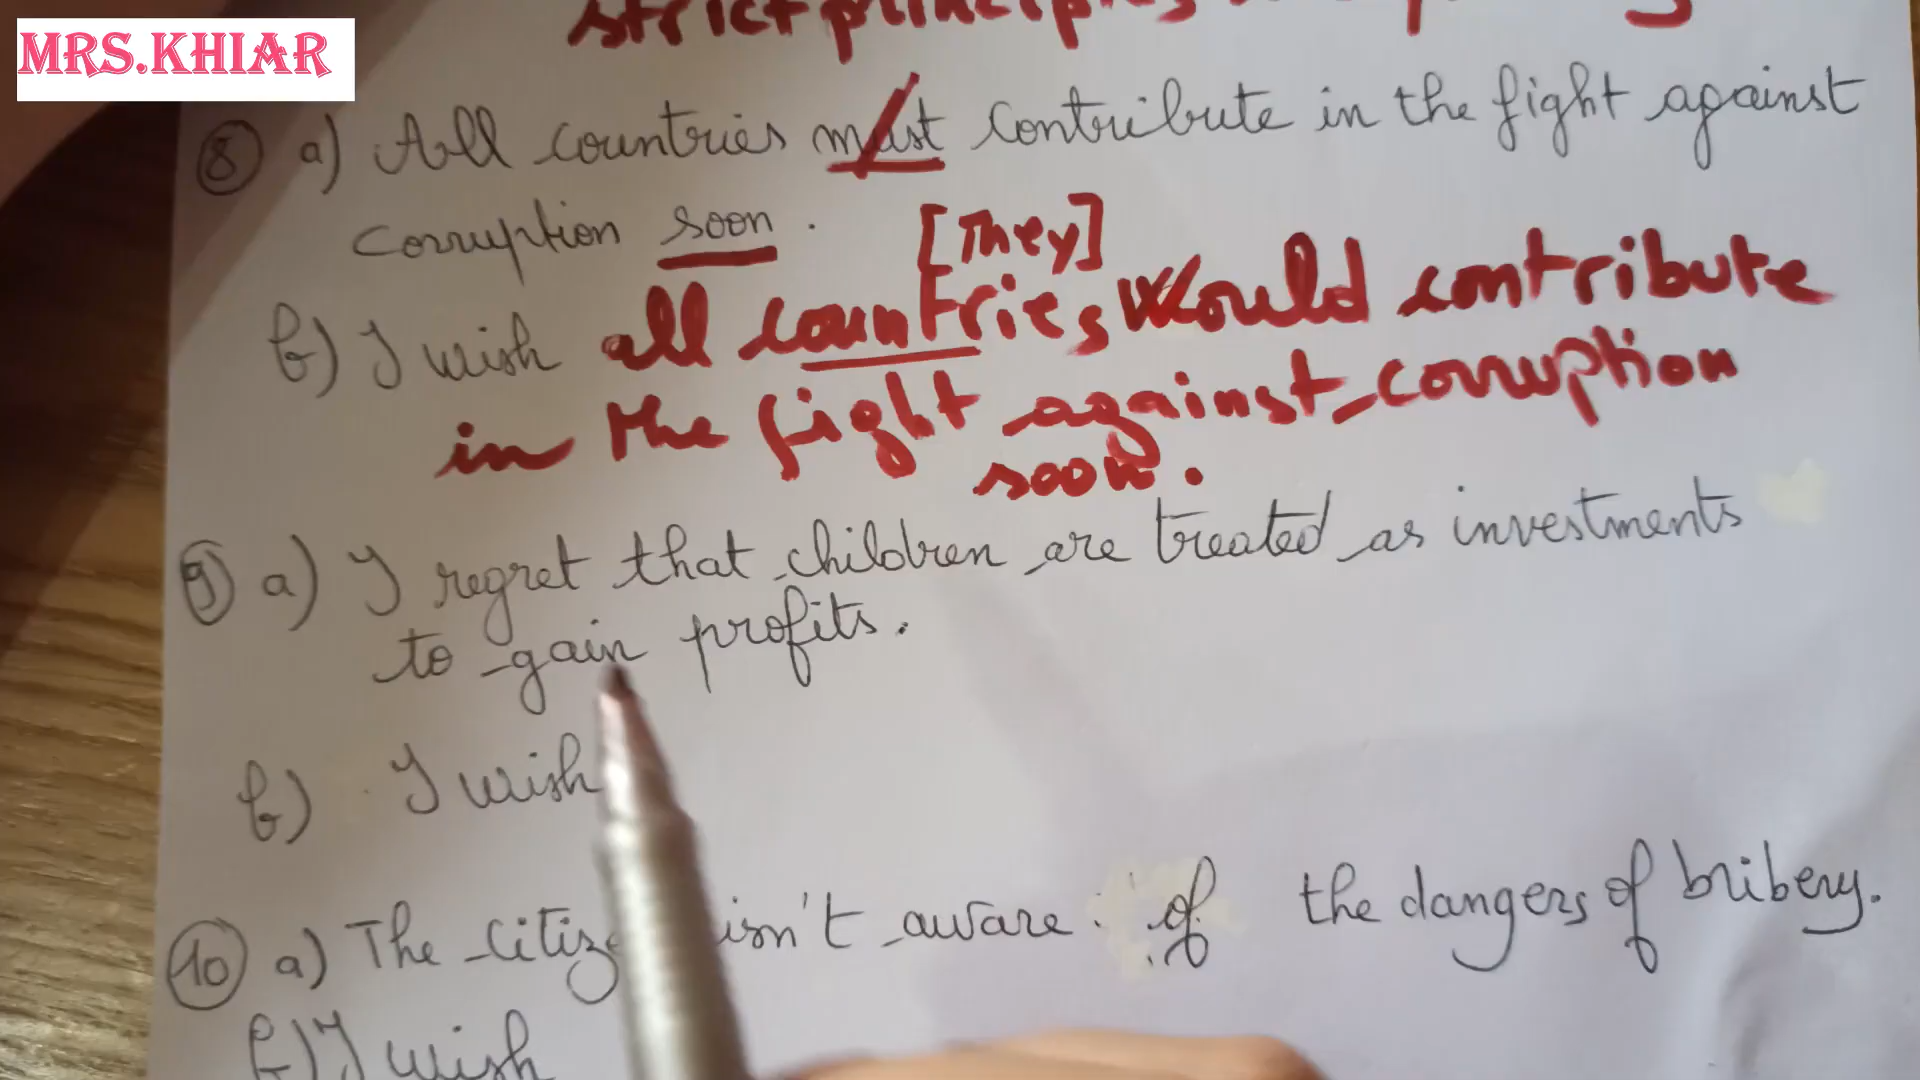 MRS.KHIAR
strict principles
⑧ a) All countries must contribute in the fight against
corruption soon.
[They]
b) I wish all countries would contribute
in the fight against corruption
soon.
⑨ a) I regret that children are treated as investments
to gain profits.
b) I wish
⑩ a) The isn't aware of the dangers of bribery.
b) I wish